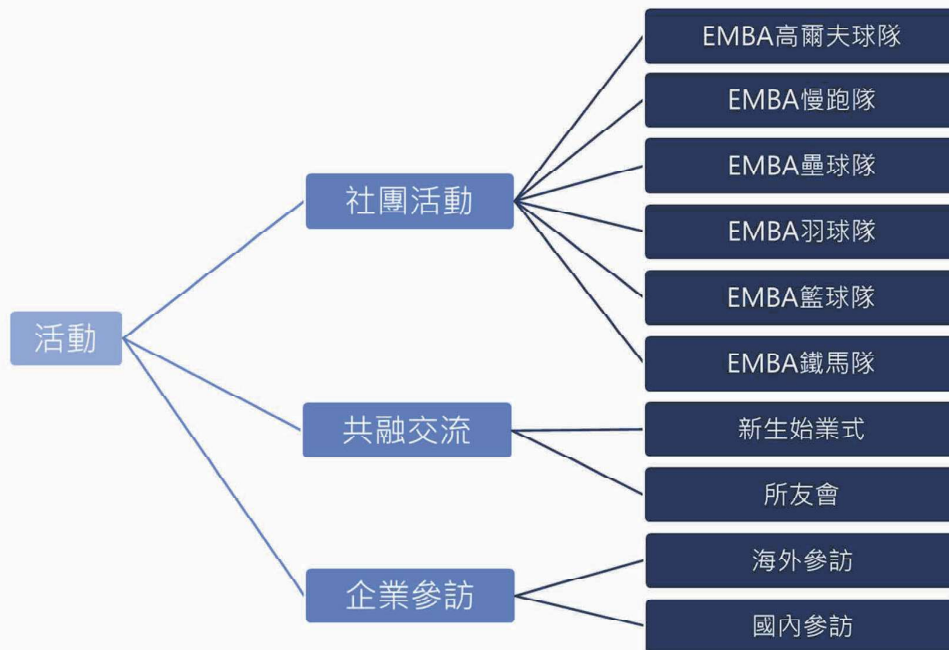 活動
社團活動
EMBA高爾夫球隊
EMBA慢跑隊
EMBA壘球隊
EMBA羽球隊
EMBA籃球隊
EMBA鐵馬隊
共融交流
新生始業式
所友會
企業參訪
海外參訪
國內參訪